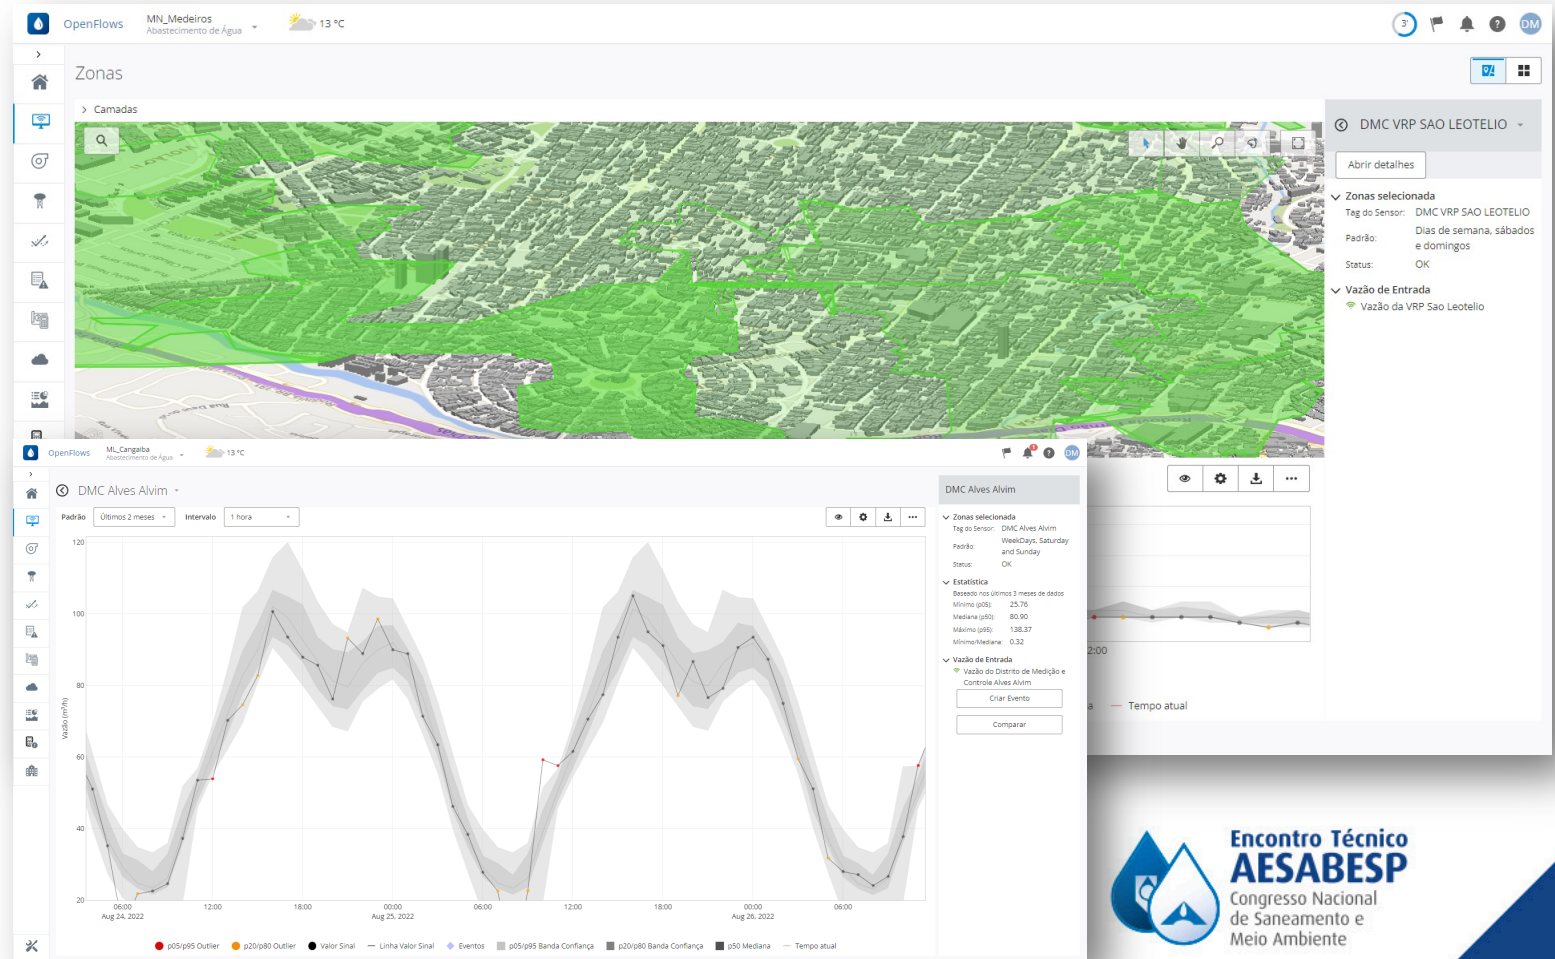 OpenFlows
MN_Medeiros
Abastecimento de Água
13 °C
3'
DM
Zonas
Camadas
DMC VRP SAO LEOTELIO
Abrir detalhes
Zonas selecionada
Tag do Sensor: DMC VRP SAO LEOTELIO
Padrão: Dias de semana, sábados
e domingos
Status: OK
Vazão de Entrada
Vazão da VRP Sao Leotelio
2:00
a — Tempo atual
OpenFlows
ML_Cangaiba
Abastecimento de Água
13 °C
DM
DMC Alves Alvim
Padrão Últimos 2 meses Intervalo 1 hora
120
100
80
60
40
20
Vazão (m³/h)
06:00 12:00 18:00 00:00 06:00 12:00 18:00 00:00 06:00
Aug 24, 2022 Aug 25, 2022 Aug 26, 2022
p05/p95 Outlier p20/p80 Outlier Valor Sinal Linha Valor Sinal Eventos p05/p95 Banda Confiança p20/p80 Banda Confiança p50 Mediana Tempo atual
DMC Alves Alvim
Zonas selecionada
Tag do Sensor: DMC Alves Alvim
Padrão: WeekDays, Saturday
and Sunday
Status: OK
Estatística
Baseado nos últimos 3 meses de dados
Mínimo (p05): 25.76
Mediana (p50): 80.90
Máximo (p95): 138.37
Mínimo/Mediana: 0.32
Vazão de Entrada
Vazão do Distrito de Medição e
Controle Alves Alvim
Criar Evento
Comparar
Encontro Técnico
AESABESP
Congresso Nacional
de Saneamento e
Meio Ambiente